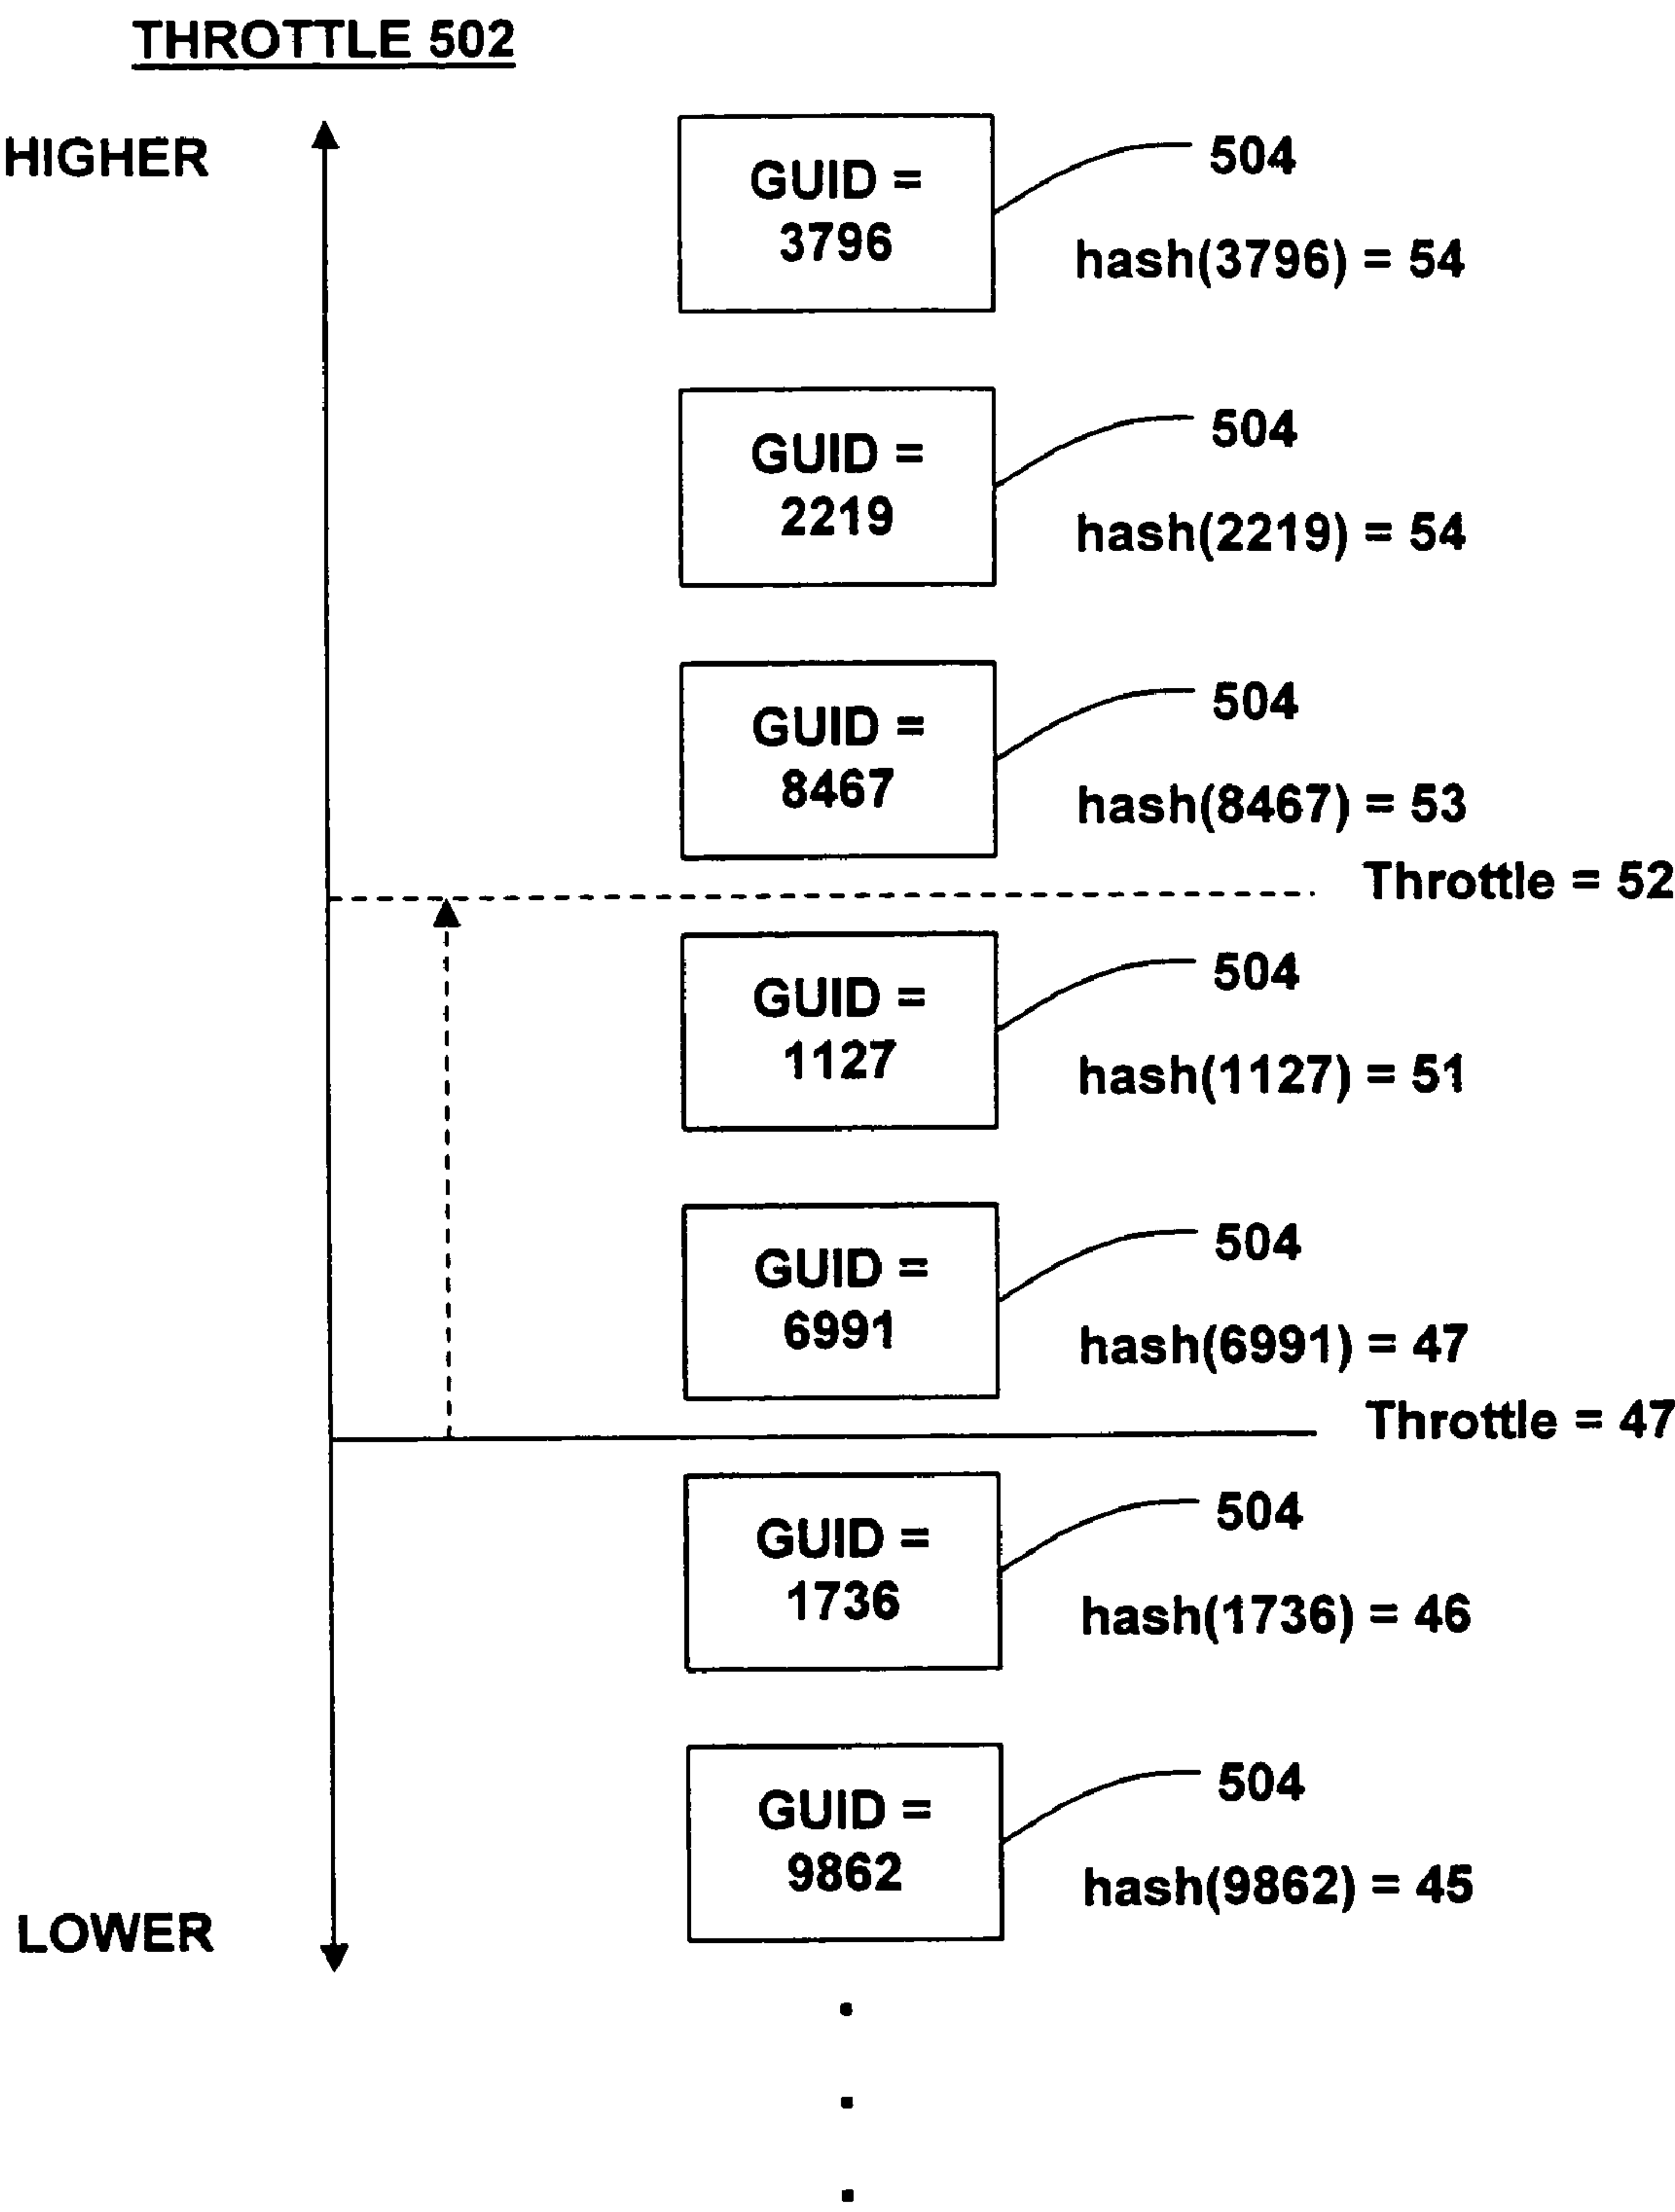 THROTTLE 502
HIGHER
GUID =
3796
504
hash(3796) = 54
GUID =
2219
504
hash(2219) = 54
GUID =
8467
504
hash(8467) = 53
Throttle = 52
GUID =
1127
504
hash(1127) = 51
GUID =
6991
504
hash(6991) = 47
Throttle = 47
GUID =
1736
504
hash(1736) = 46
GUID =
9862
504
hash(9862) = 45
LOWER
.
.
.